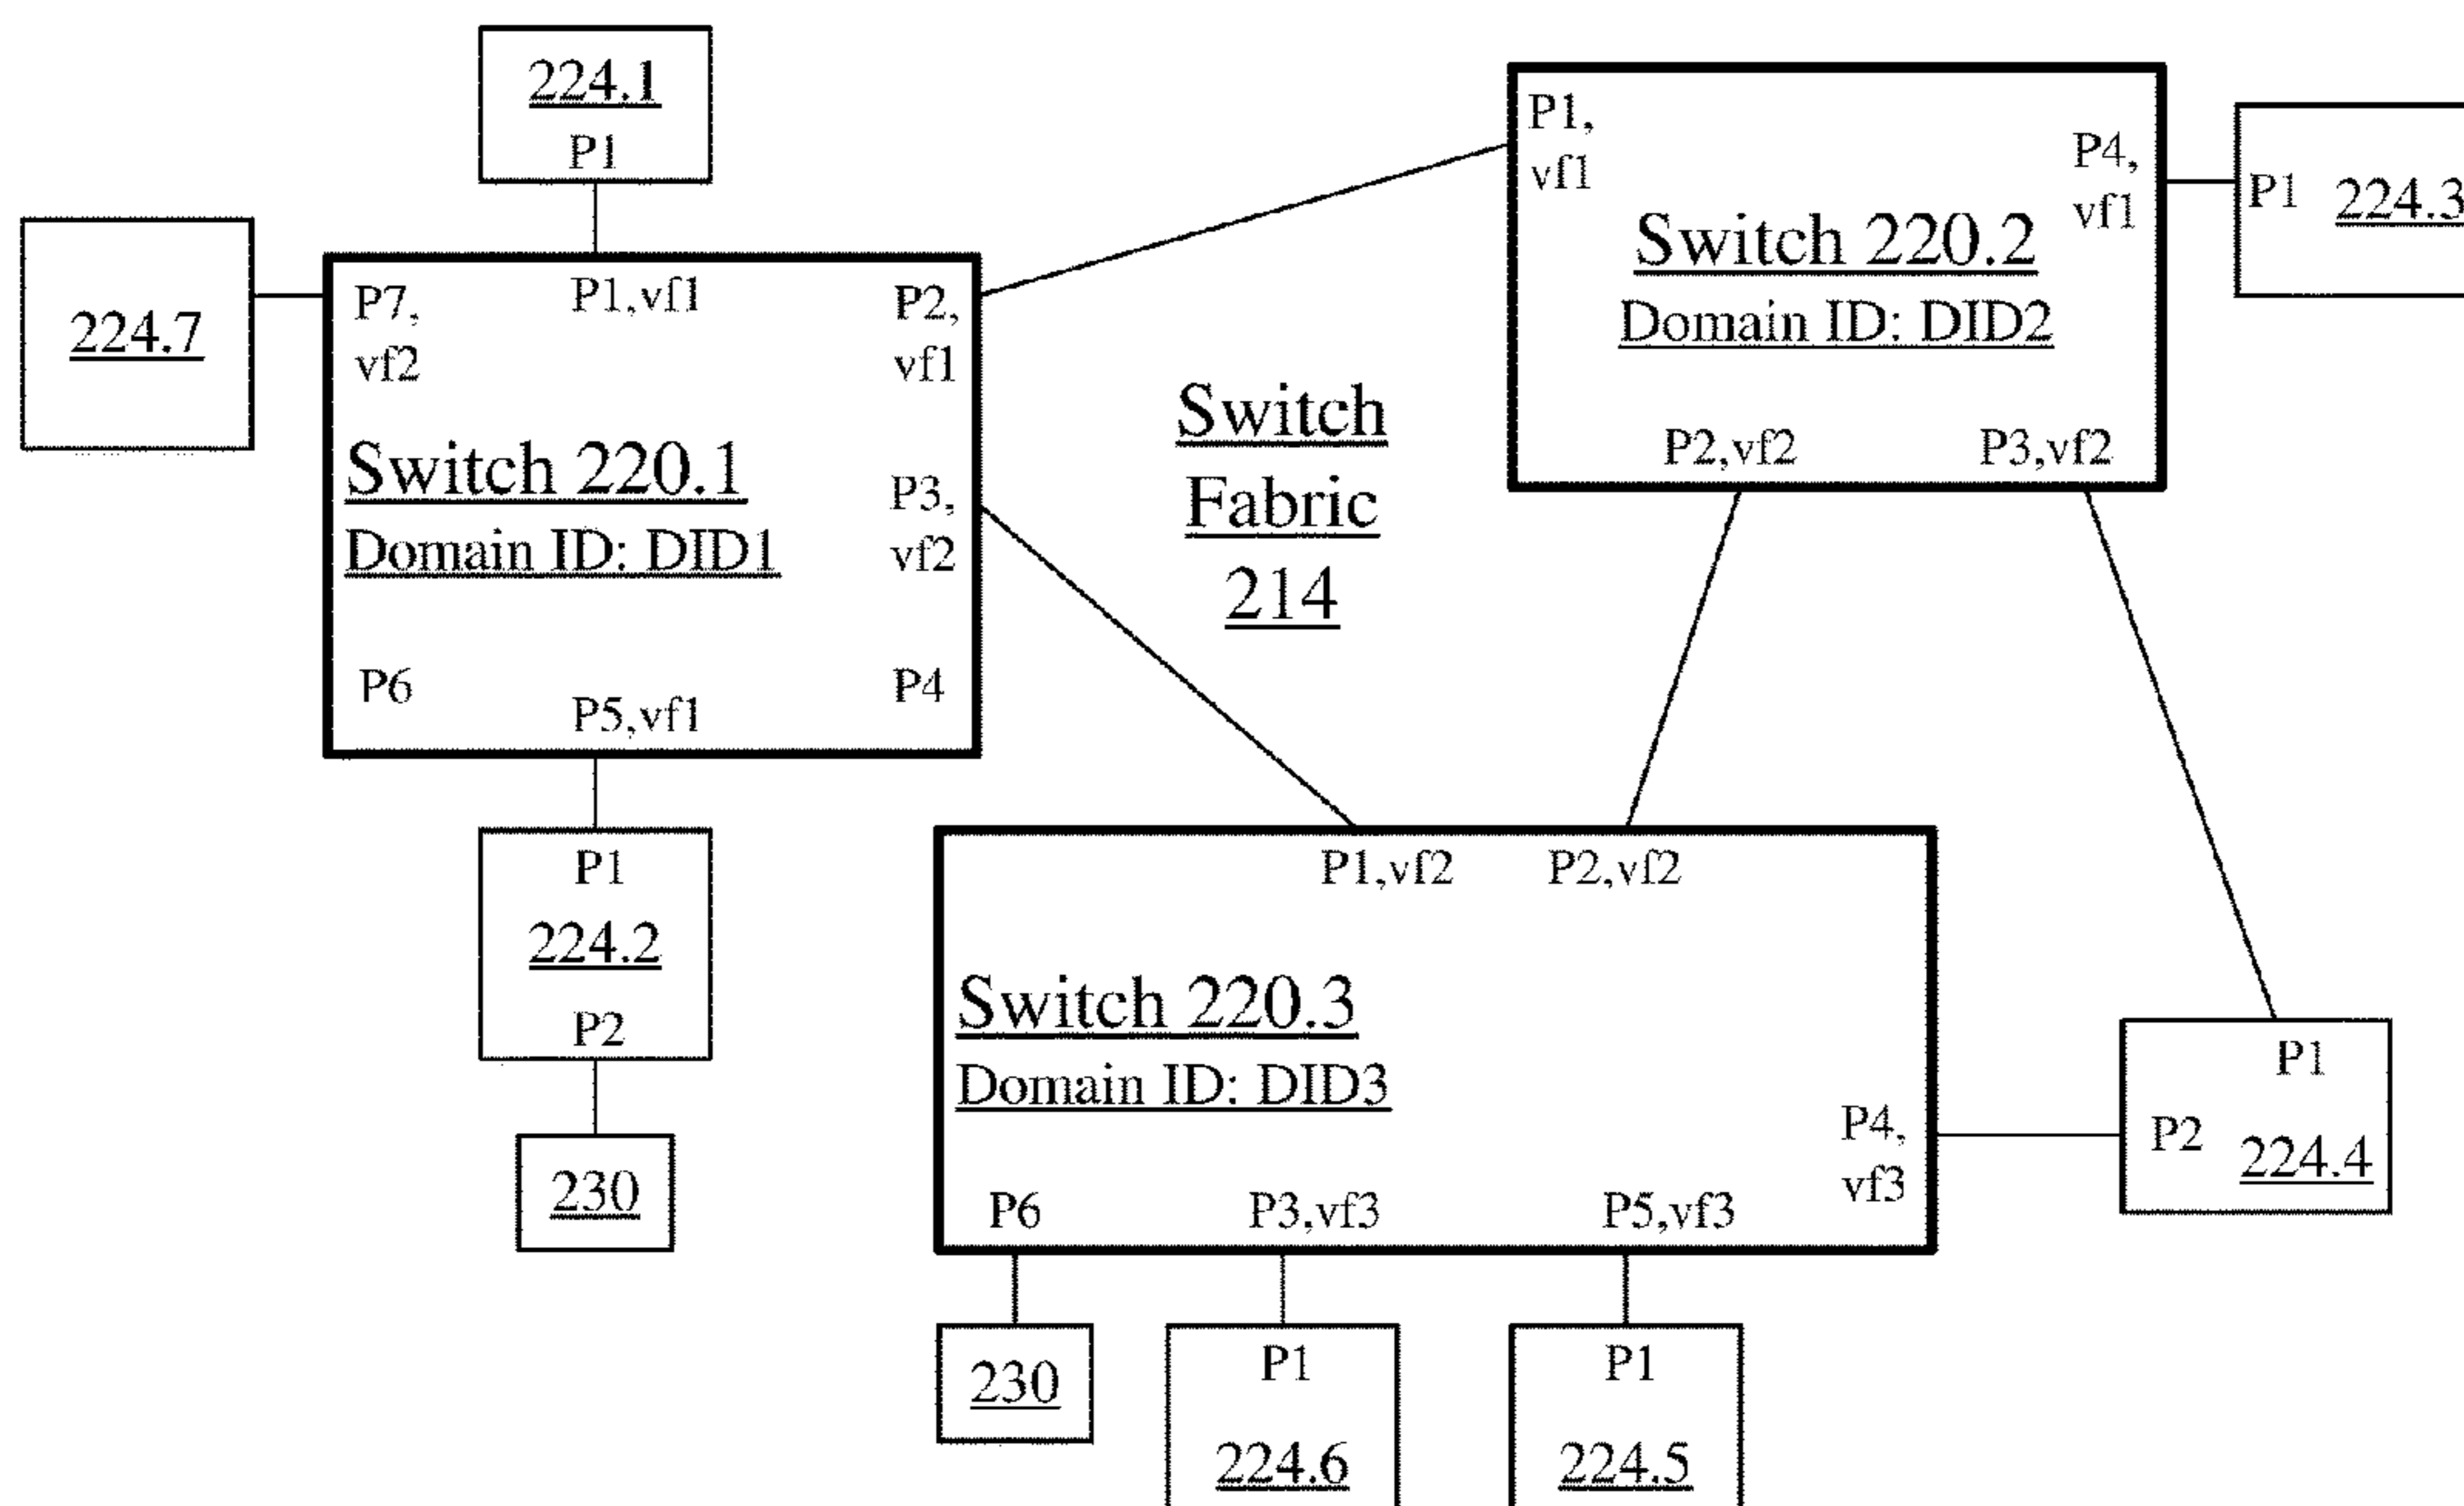 224.1
P1
224.7
P7,
vf2
P1,vf1
P2,
vf1
Switch 220.1
Domain ID: DID1
P3,
vf2
P6
P5,vf1
P4
Switch
Fabric
214
P1,
vf1
P4,
vf1
Switch 220.2
Domain ID: DID2
P2,vf2
P3,vf2
P1
224.3
P1
224.2
P2
230
P1,vf2
P2,vf2
Switch 220.3
Domain ID: DID3
P4,
vf3
P6
P3,vf3
P5,vf3
P1
P2
224.4
230
P1
224.6
P1
224.5